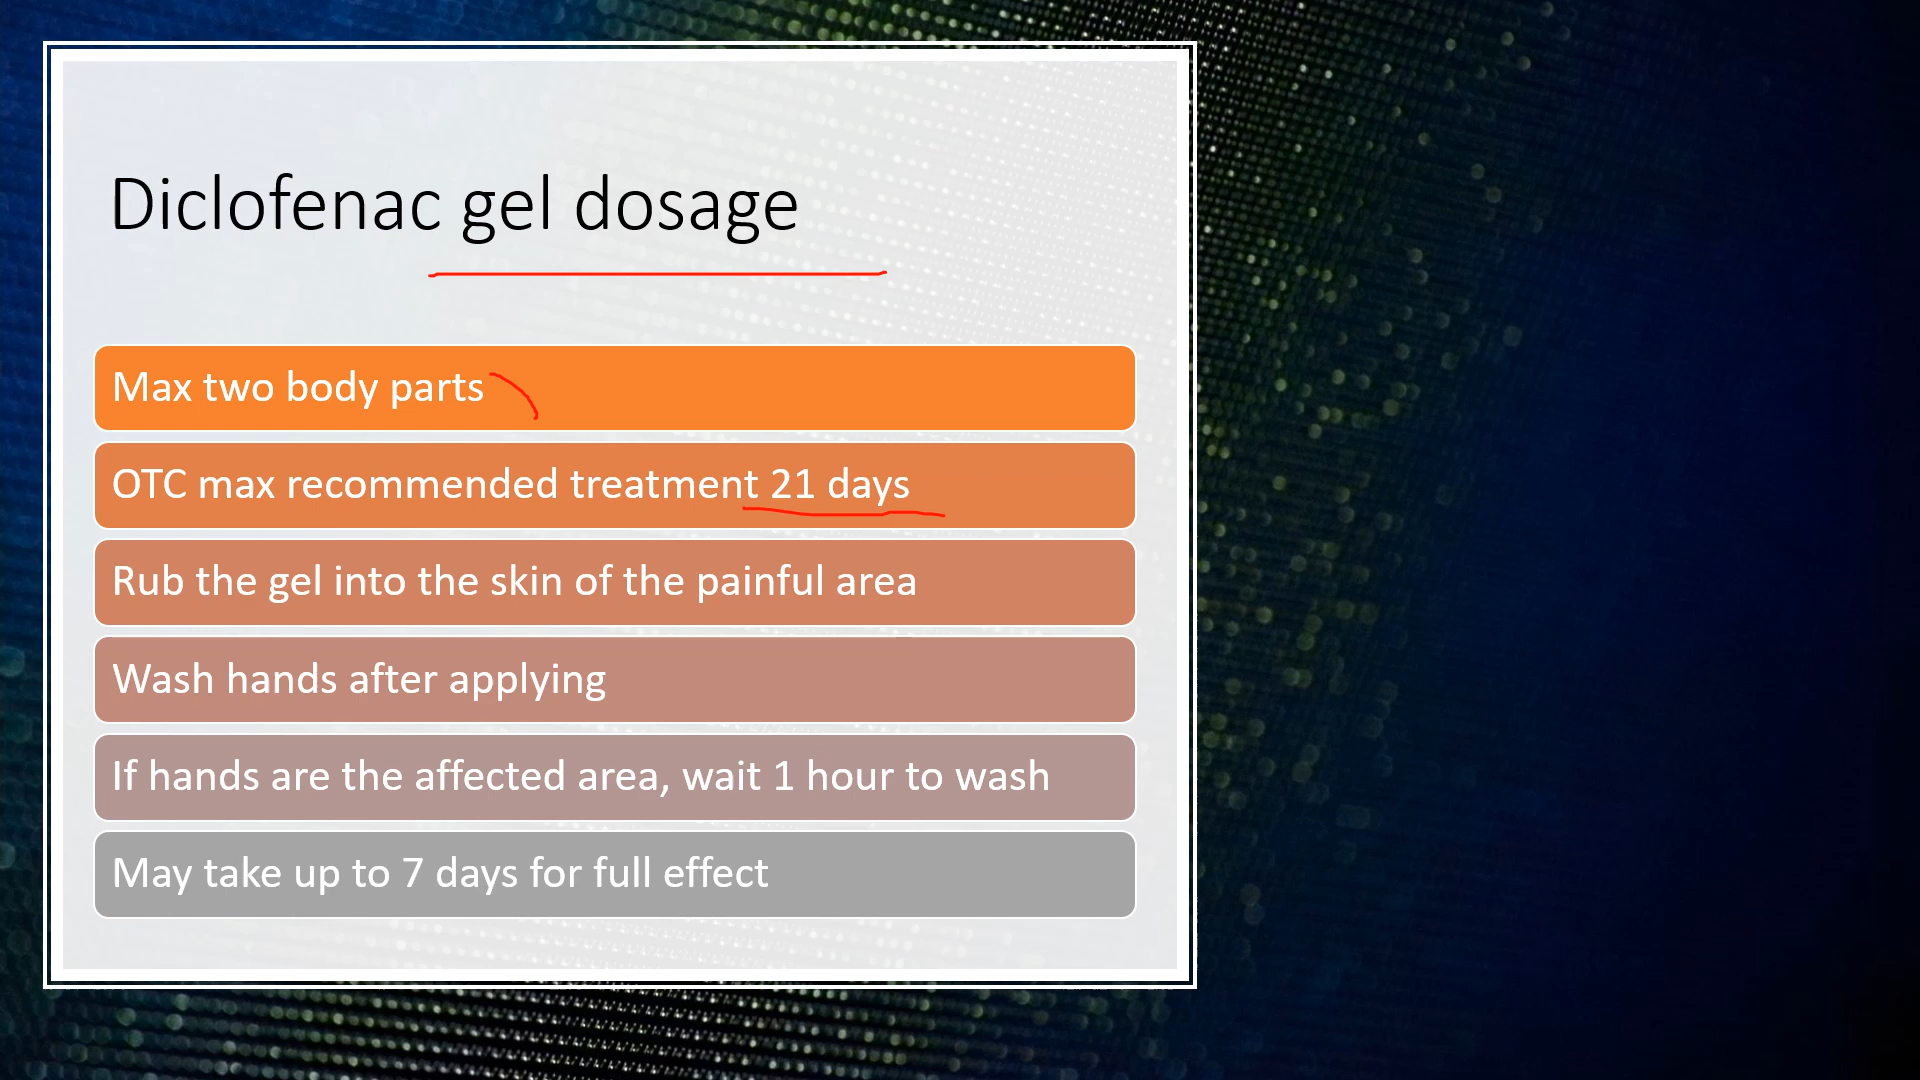 Diclofenac gel dosage
Max two body parts
OTC max recommended treatment 21 days
Rub the gel into the skin of the painful area
Wash hands after applying
If hands are the affected area, wait 1 hour to wash
May take up to 7 days for full effect